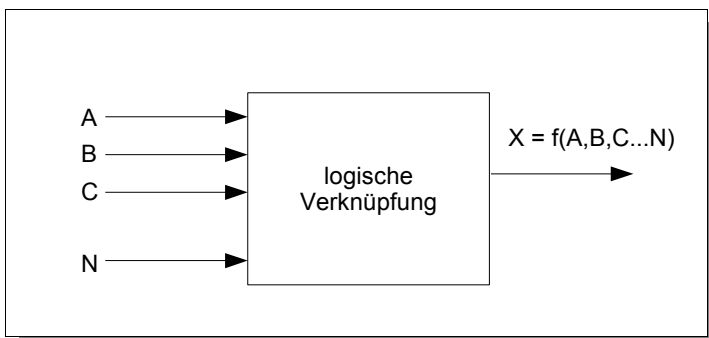 A
B
C
N
logische
Verknüpfung
X = f(A,B,C...N)